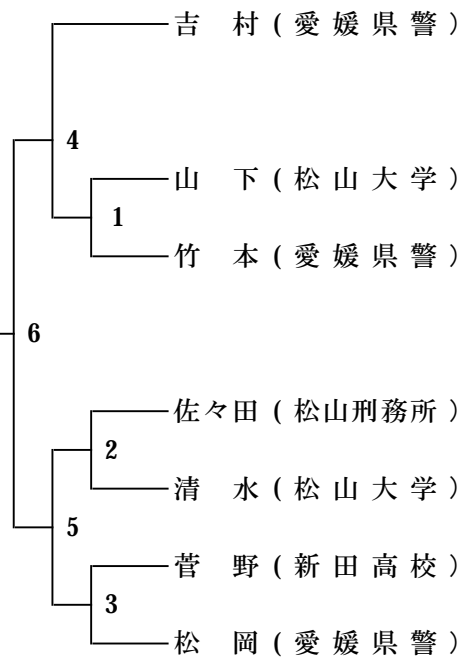 吉 村 ( 愛 媛 県 警 )
4
山 下 ( 松 山 大 学 )
1
竹 本 ( 愛 媛 県 警 )
6
佐々田 ( 松山刑務所 )
2
清 水 ( 松 山 大 学 )
5
菅 野 ( 新 田 高 校 )
3
松 岡 ( 愛 媛 県 警 )